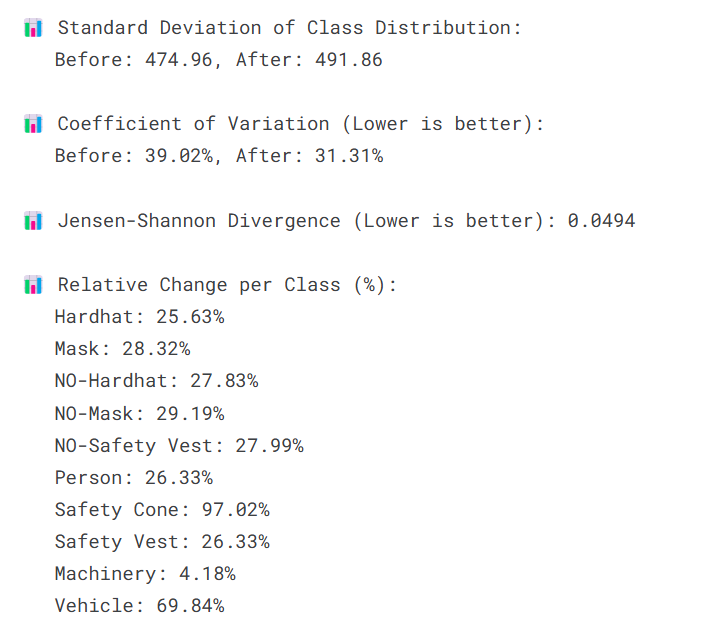 Standard Deviation of Class Distribution:
Before: 474.96, After: 491.86
Coefficient of Variation (Lower is better):
Before: 39.02%, After: 31.31%
Jensen-Shannon Divergence (Lower is better): 0.0494
Relative Change per Class (%):
Hardhat: 25.63%
Mask: 28.32%
NO-Hardhat: 27.83%
NO-Mask: 29.19%
NO-Safety Vest: 27.99%
Person: 26.33%
Safety Cone: 97.02%
Safety Vest: 26.33%
Machinery: 4.18%
Vehicle: 69.84%